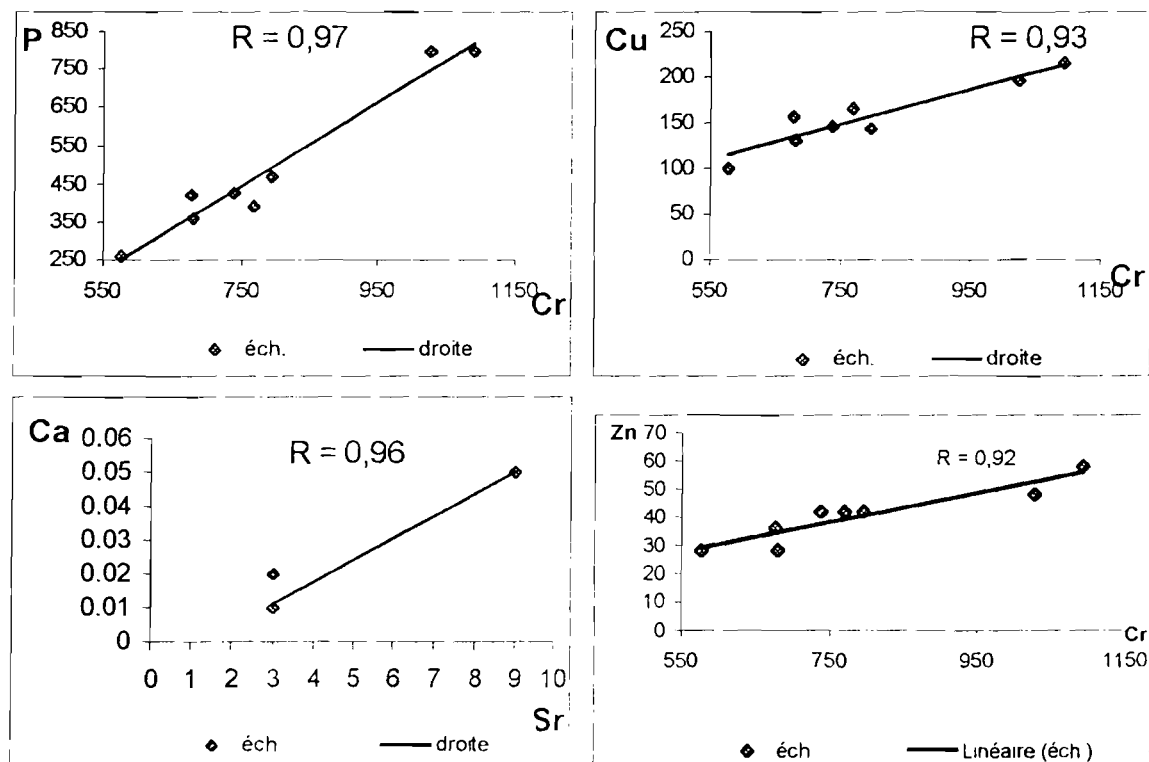 P
R = 0,97
850
750
650
550
450
350
250
550 750 950 1150
Cr
éch. droite
Cu
R = 0,93
250
200
150
100
50
0
550 750 950 1150
Cr
éch. droite
Ca
R = 0,96
0.06
0.05
0.04
0.03
0.02
0.01
0
0 1 2 3 4 5 6 7 8 9 10
Sr
éch droite
Zn
R = 0,92
70
60
50
40
30
20
10
0
Cr
550 750 950 1150
éch Linéaire (éch)